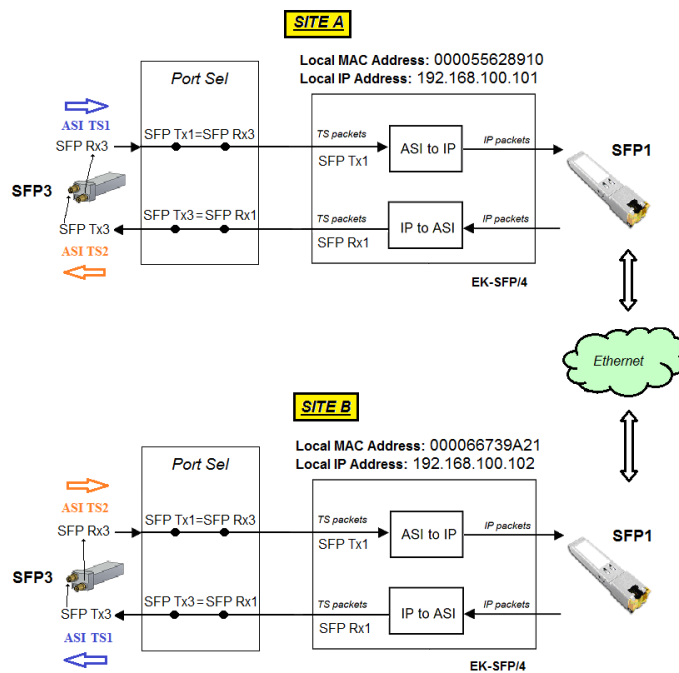 SITE A
Local MAC Address: 000055628910
Local IP Address: 192.168.100.101
Port Sel
ASI TS1
SFP Rx3
SFP Tx1=SFP Rx3
TS packets
SFP Tx1
ASI to IP
IP packets
SFP1
SFP3
SFP Tx3
SFP Tx3=SFP Rx1
TS packets
SFP Rx1
IP to ASI
IP packets
ASI TS2
EK-SFP/4
Ethernet
SITE B
Local MAC Address: 000066739A21
Local IP Address: 192.168.100.102
Port Sel
ASI TS2
SFP Rx3
SFP Tx1=SFP Rx3
TS packets
SFP Tx1
ASI to IP
IP packets
SFP1
SFP3
SFP Tx3
SFP Tx3=SFP Rx1
TS packets
SFP Rx1
IP to ASI
IP packets
ASI TS1
EK-SFP/4